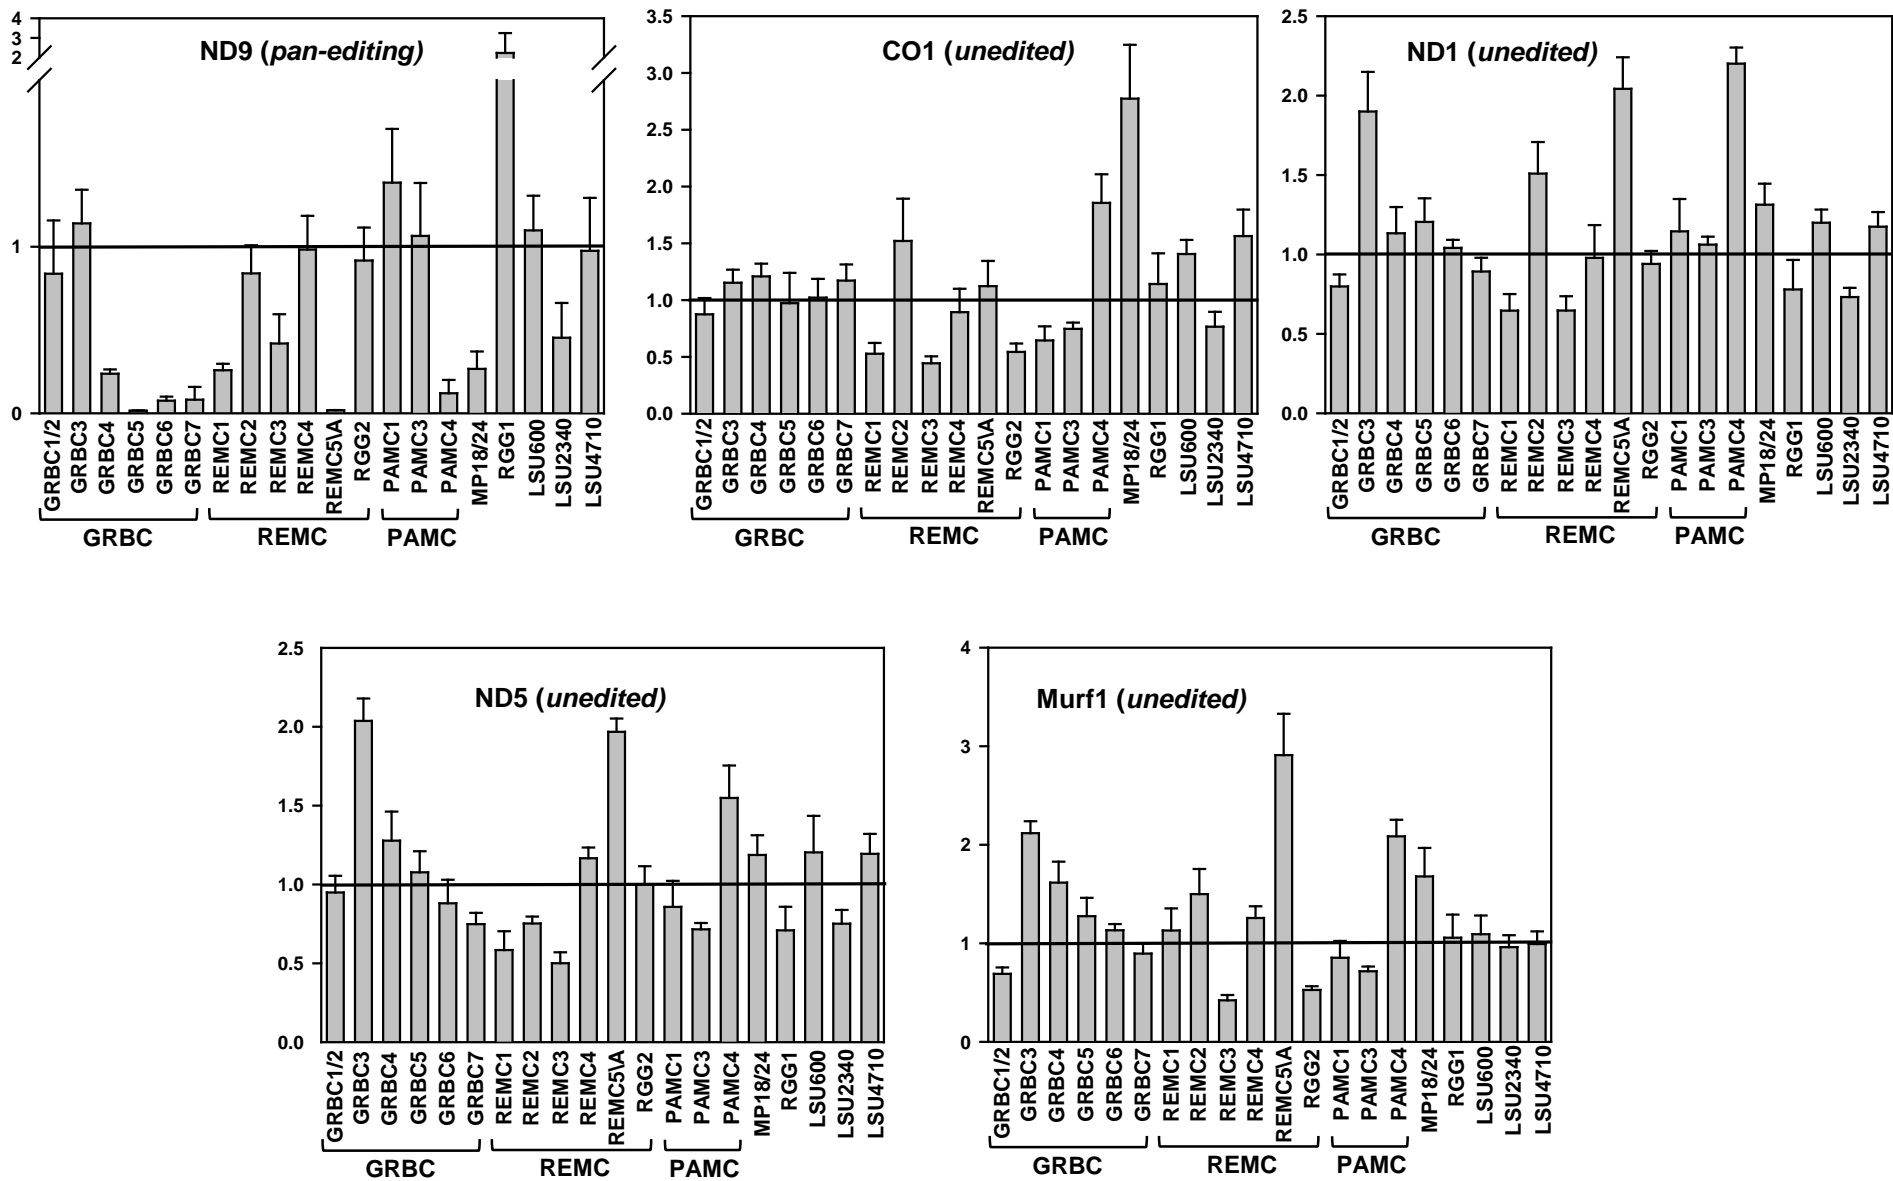 ND9 (pan-editing)
4
3
2
1
0
GRBC1/2
GRBC3
GRBC4
GRBC5
GRBC6
GRBC7
REMC1
REMC2
REMC3
REMC4
REMC5\A
RGG2
PAMC1
PAMC3
PAMC4
MP18/24
RGG1
LSU600
LSU2340
LSU4710
GRBC
REMC
PAMC
CO1 (unedited)
3.5
3.0
2.5
2.0
1.5
1.0
0.5
0.0
GRBC1/2
GRBC3
GRBC4
GRBC5
GRBC6
GRBC7
REMC1
REMC2
REMC3
REMC4
REMC5\A
RGG2
PAMC1
PAMC3
PAMC4
MP18/24
RGG1
LSU600
LSU2340
LSU4710
GRBC
REMC
PAMC
ND1 (unedited)
2.5
2.0
1.5
1.0
0.5
0.0
GRBC1/2
GRBC3
GRBC4
GRBC5
GRBC6
GRBC7
REMC1
REMC2
REMC3
REMC4
REMC5\A
RGG2
PAMC1
PAMC3
PAMC4
MP18/24
RGG1
LSU600
LSU2340
LSU4710
GRBC
REMC
PAMC
ND5 (unedited)
2.5
2.0
1.5
1.0
0.5
0.0
GRBC1/2
GRBC3
GRBC4
GRBC5
GRBC6
GRBC7
REMC1
REMC2
REMC3
REMC4
REMC5\A
RGG2
PAMC1
PAMC3
PAMC4
MP18/24
RGG1
LSU600
LSU2340
LSU4710
GRBC
REMC
PAMC
Murf1 (unedited)
4
3
2
1
0
GRBC1/2
GRBC3
GRBC4
GRBC5
GRBC6
GRBC7
REMC1
REMC2
REMC3
REMC4
REMC5\A
RGG2
PAMC1
PAMC3
PAMC4
MP18/24
RGG1
LSU600
LSU2340
LSU4710
GRBC
REMC
PAMC